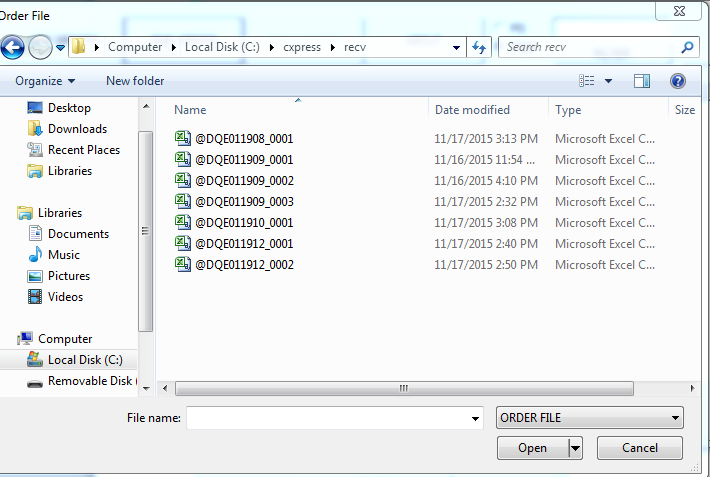 Order File
Computer Local Disk (C:) cxpress recv Search recv
Organize New folder
Name Date modified Type Size
Desktop
Downloads
Recent Places
Libraries
Libraries
Documents
Music
Pictures
Videos
Computer
Local Disk (C:)
Removable Disk (
@DQE011908_0001 11/17/2015 3:13 PM Microsoft Excel C...
@DQE011909_0001 11/16/2015 11:54 ... Microsoft Excel C...
@DQE011909_0002 11/16/2015 4:10 PM Microsoft Excel C...
@DQE011909_0003 11/17/2015 2:32 PM Microsoft Excel C...
@DQE011910_0001 11/17/2015 3:08 PM Microsoft Excel C...
@DQE011912_0001 11/17/2015 2:40 PM Microsoft Excel C...
@DQE011912_0002 11/17/2015 2:50 PM Microsoft Excel C...
File name: ORDER FILE
Open Cancel